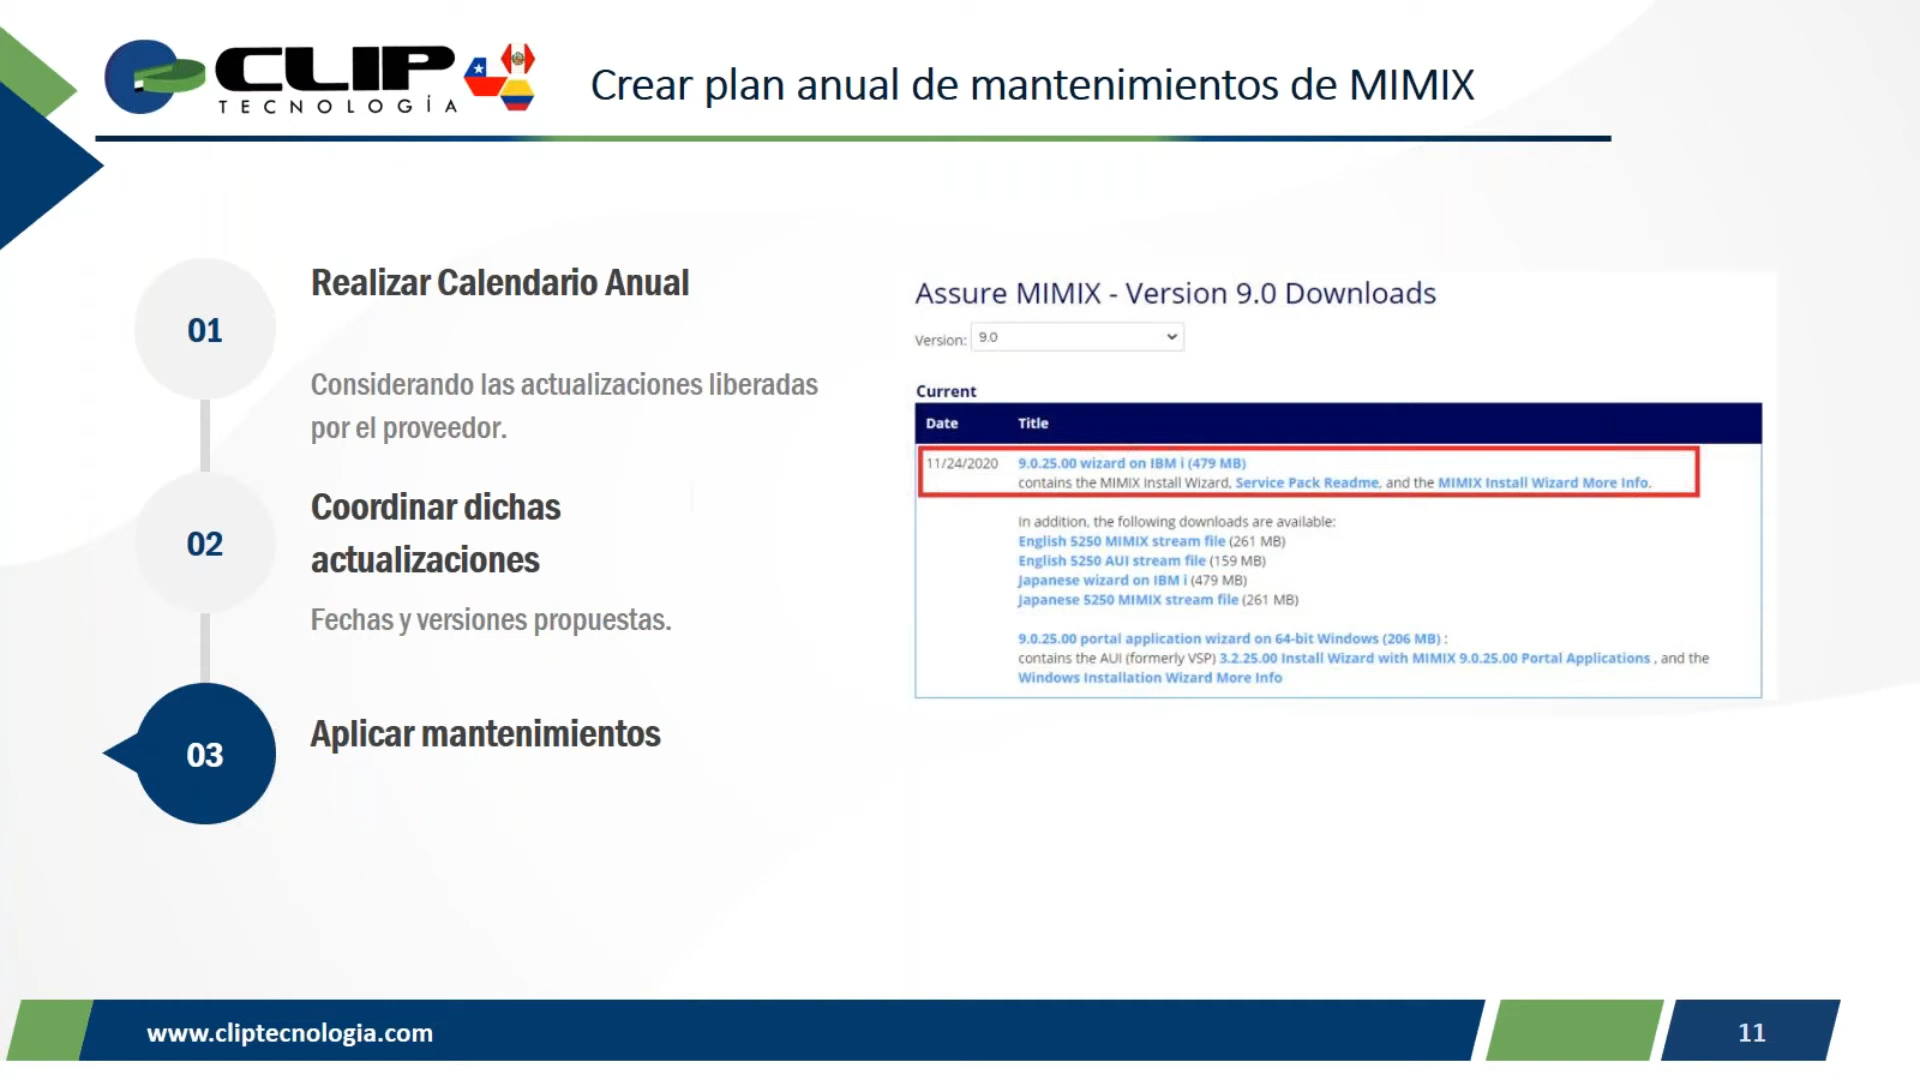 CLIP
TECNOLOGÍA
Crear plan anual de mantenimientos de MIMIX
01
Realizar Calendario Anual
Considerando las actualizaciones liberadas
por el proveedor.
02
Coordinar dichas
actualizaciones
Fechas y versiones propuestas.
03
Aplicar mantenimientos
Assure MIMIX - Version 9.0 Downloads
Version: 9.0
Current
Date Title
11/24/2020 9.0.25.00 wizard on IBM i (479 MB)
contains the MIMIX Install Wizard, Service Pack Readme, and the MIMIX Install Wizard More Info.
In addition, the following downloads are available:
English 5250 MIMIX stream file (261 MB)
English 5250 AUI stream file (159 MB)
Japanese wizard on IBM i (479 MB)
Japanese 5250 MIMIX stream file (261 MB)
9.0.25.00 portal application wizard on 64-bit Windows (206 MB) :
contains the AUI (formerly VSP) 3.2.25.00 Install Wizard with MIMIX 9.0.25.00 Portal Applications , and the
Windows Installation Wizard More Info
www.cliptecnologia.com
11